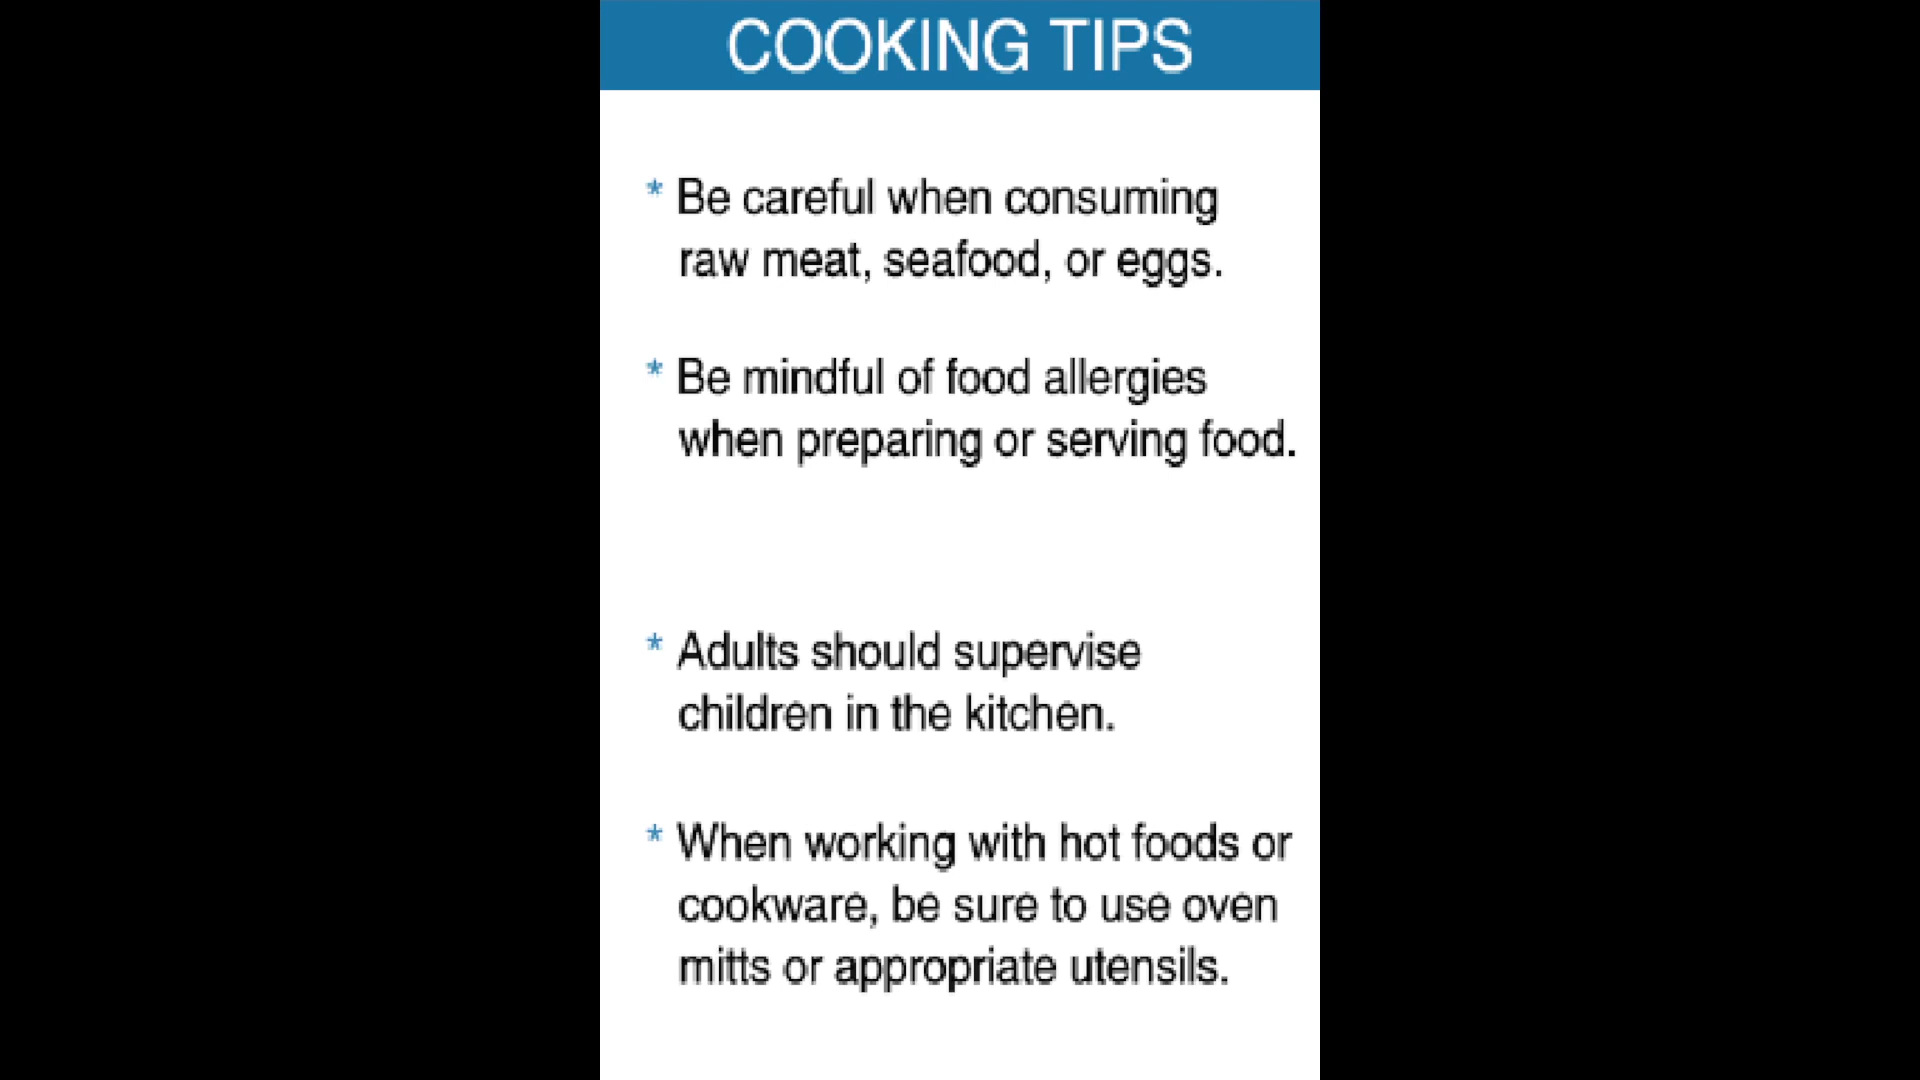 COOKING TIPS
* Be careful when consuming
raw meat, seafood, or eggs.
* Be mindful of food allergies
when preparing or serving food.
* Adults should supervise
children in the kitchen.
* When working with hot foods or
cookware, be sure to use oven
mitts or appropriate utensils.